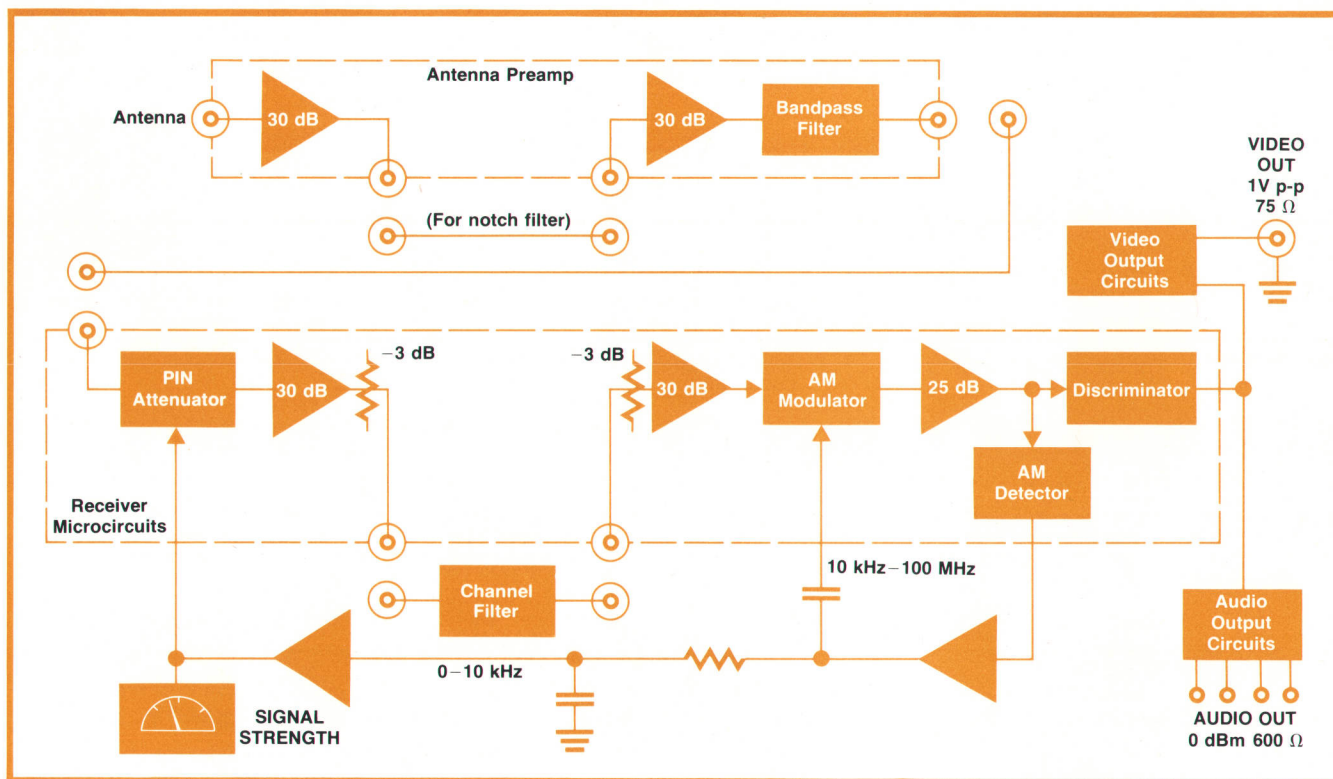 Antenna Preamp
Antenna
30 dB
30 dB
Bandpass
Filter
VIDEO
OUT
1V p-p
75 Ω
(For notch filter)
Video
Output
Circuits
PIN
Attenuator
30 dB
−3 dB
−3 dB
30 dB
AM
Modulator
25 dB
Discriminator
AM
Detector
Receiver
Microcircuits
10 kHz−100 MHz
Channel
Filter
0−10 kHz
Audio
Output
Circuits
SIGNAL
STRENGTH
AUDIO OUT
0 dBm 600 Ω